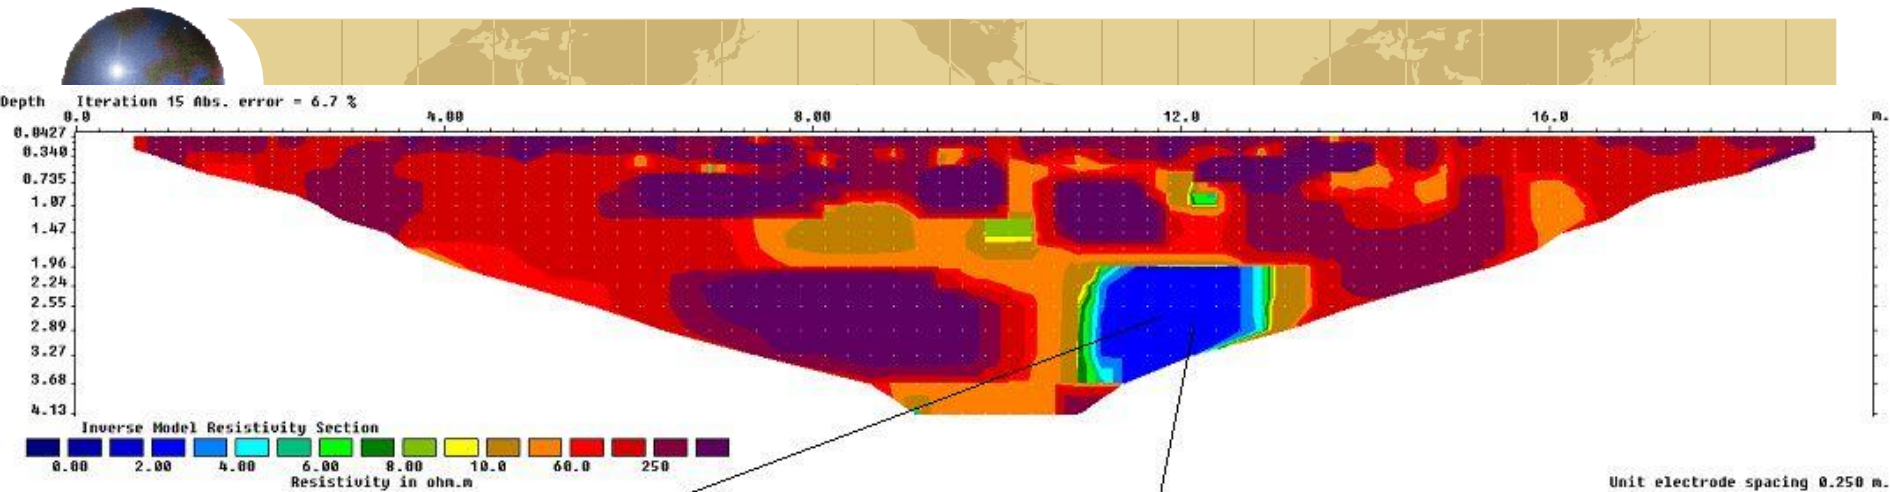 Depth Iteration 15 Abs. error = 6.7 %
0.0 4.00 8.00 12.0 16.0 m.
0.0427
0.340
0.735
1.07
1.47
1.96
2.24
2.55
2.89
3.27
3.68
4.13
Inverse Model Resistivity Section
0.00 2.00 4.00 6.00 8.00 10.0 60.0 250
Resistivity in ohm.m
Unit electrode spacing 0.250 m.